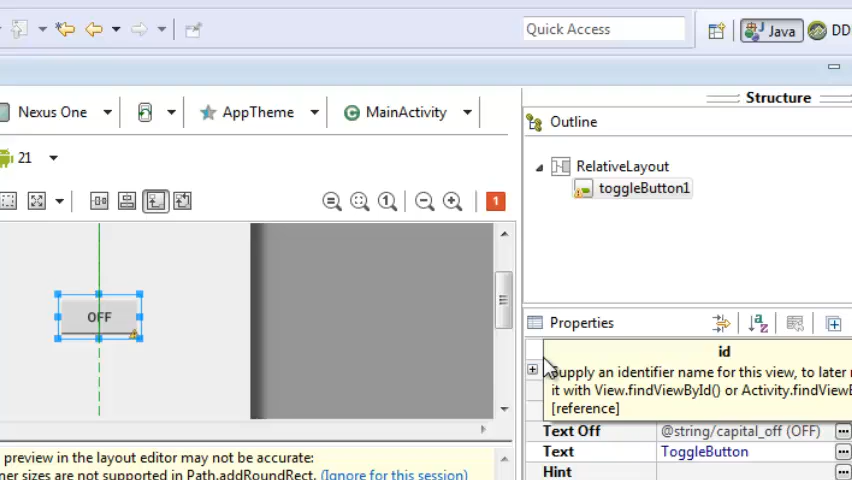 Quick Access
Java
DD
Nexus One
AppTheme
MainActivity
Structure
Outline
21
RelativeLayout
toggleButton1
1
OFF
Properties
id
Supply an identifier name for this view, to later
it with View.findViewById() or Activity.findViewB
[reference]
Text Off @string/capital_off (OFF)
Text ToggleButton
Hint
preview in the layout editor may not be accurate:
ner sizes are not supported in Path.addRoundRect. (Ignore for this session)